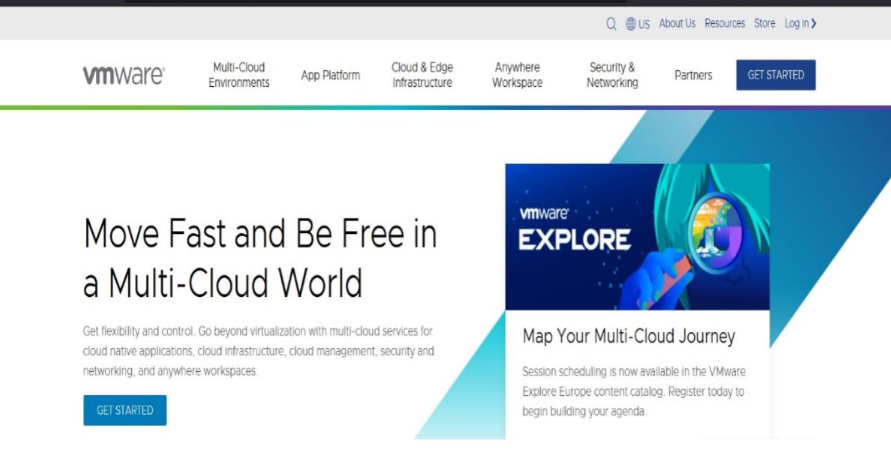 US About Us Resources Store Log in
vmware®
Multi-Cloud
Environments
App Platform
Cloud & Edge
Infrastructure
Anywhere
Workspace
Security &
Networking
Partners
GET STARTED
Move Fast and Be Free in
a Multi-Cloud World
Get flexibility and control. Go beyond virtualization with multi-cloud services for
cloud native applications, cloud infrastructure, cloud management, security and
networking, and anywhere workspaces.
GET STARTED
vmware®
EXPLORE
Map Your Multi-Cloud Journey
Session scheduling is now available in the VMware
Explore Europe content catalog. Register today to
begin building your agenda.